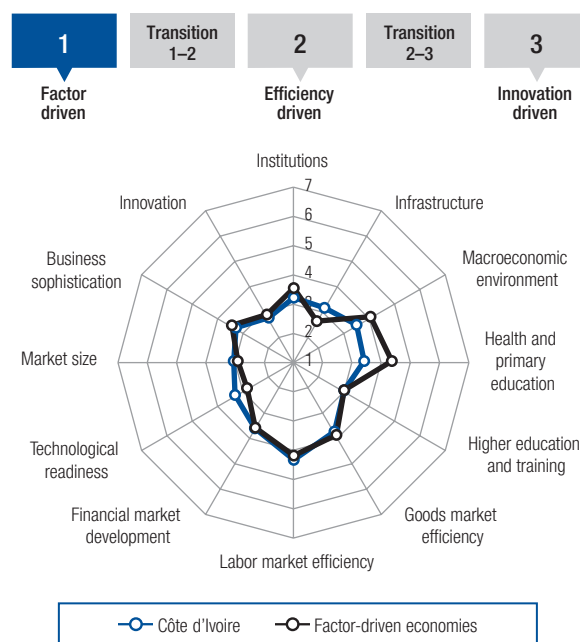 1
Transition
1–2
2
Transition
2–3
3
Factor
driven
Efficiency
driven
Innovation
driven
Institutions
7
6
5
4
3
2
1
Infrastructure
Macroeconomic
environment
Health and
primary
education
Higher education
and training
Goods market
efficiency
Labor market efficiency
Financial market
development
Technological
readiness
Market size
Business
sophistication
Innovation
Côte d'Ivoire
Factor-driven economies